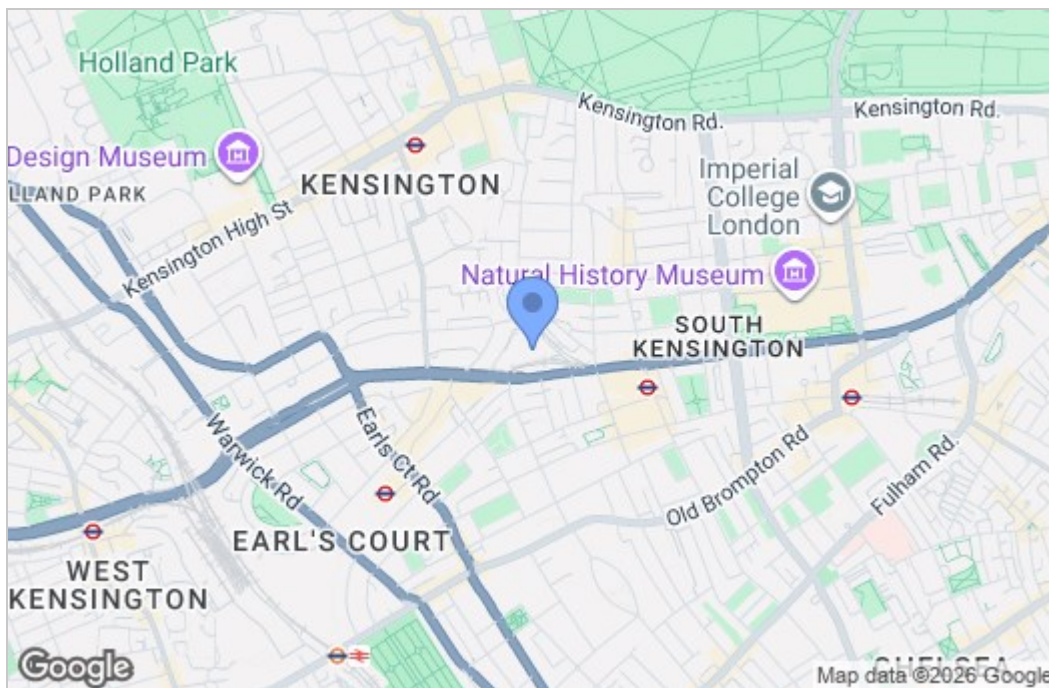 Holland Park
Kensington Rd.
Kensington Rd.
Design Museum
LLAND PARK
KENSINGTON
Imperial
College
London
Kensington High St
Natural History Museum
SOUTH
KENSINGTON
Warwick Rd
Earls Ct Rd
Old Brompton Rd
Fulham Rd.
EARL'S COURT
WEST
KENSINGTON
CHELSEA
Google
Map data ©2026 Google